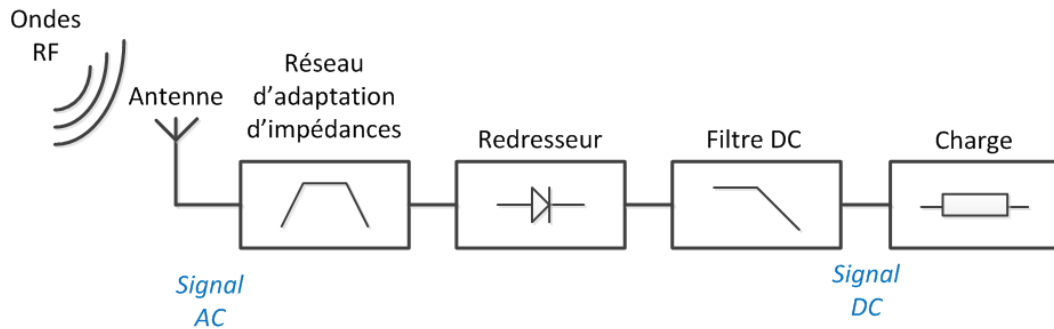 Ondes
RF
Antenne
Réseau
d'adaptation
d'impédances
Redresseur
Filtre DC
Charge
Signal
AC
Signal
DC